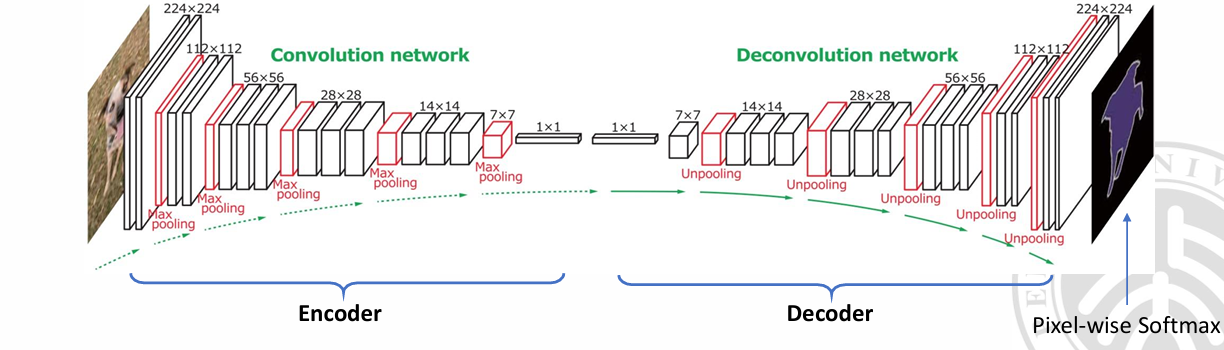 224×224
112×112
56×56
28×28
14×14
7×7
1×1
1×1
7×7
14×14
28×28
56×56
112×112
224×224
Convolution network
Deconvolution network
Max
pooling
Max
pooling
Max
pooling
Max
pooling
Max
pooling
Unpooling
Unpooling
Unpooling
Unpooling
Unpooling
Encoder
Decoder
Pixel-wise Softmax